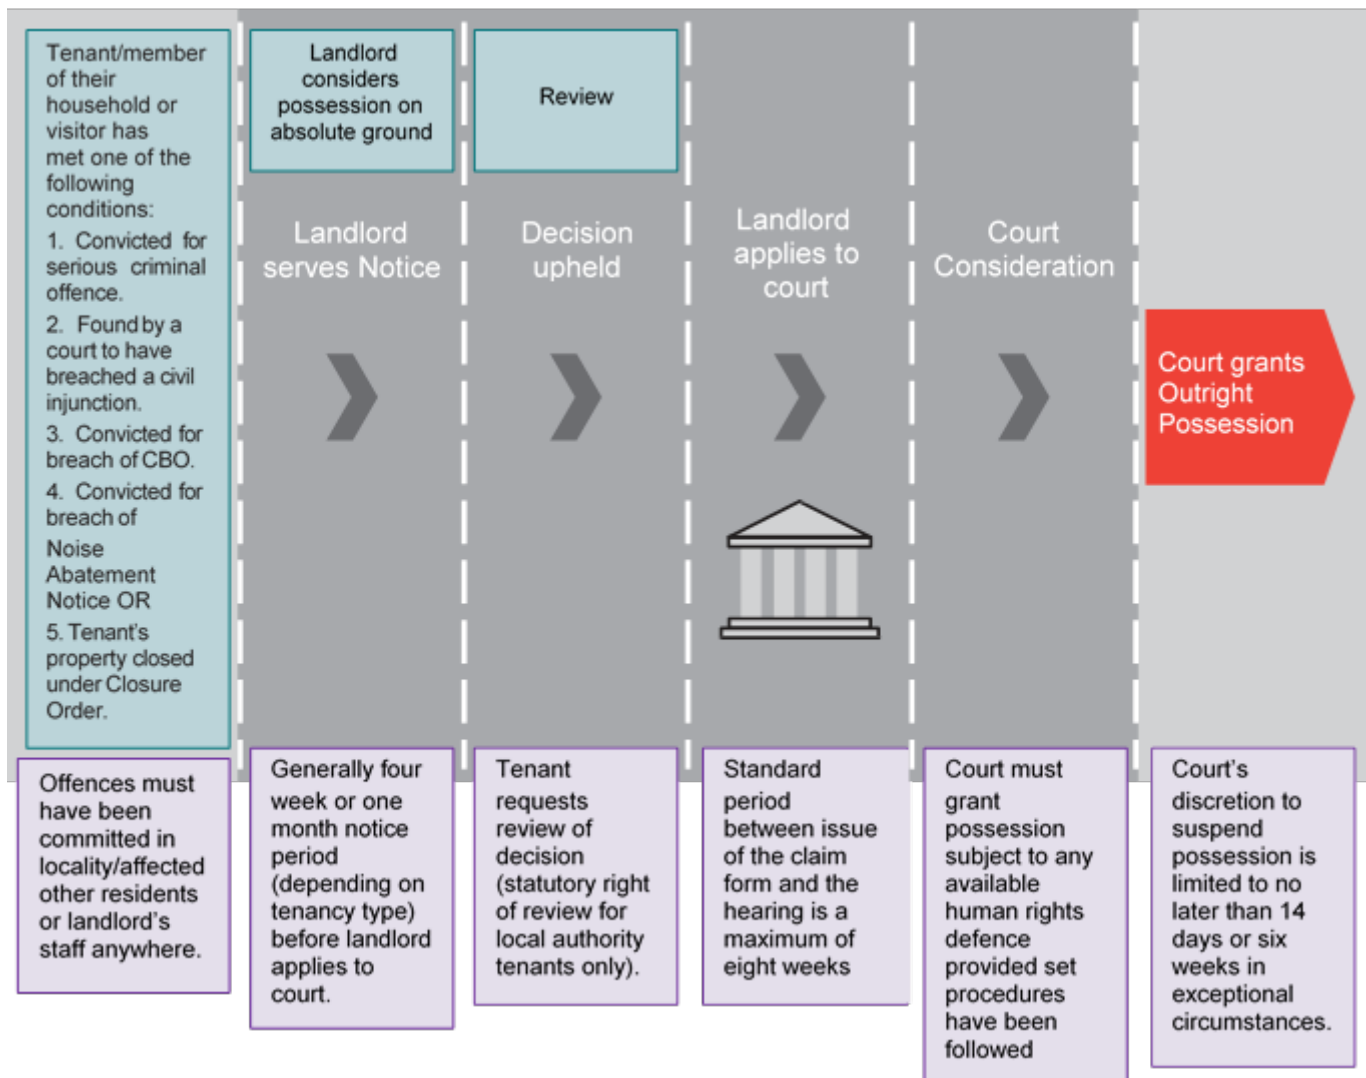 Tenant/member
of their
household or
visitor has
met one of the
following
conditions:
1. Convicted for
serious criminal
offence.
2. Found by a
court to have
breached a civil
injunction.
3. Convicted for
breach of CBO.
4. Convicted for
breach of
Noise
Abatement
Notice OR
5. Tenant's
property closed
under Closure
Order.
Offences must
have been
committed in
locality/affected
other residents
or landlord's
staff anywhere.
Landlord
considers
possession on
absolute ground
Landlord
serves Notice
Generally four
week or one
month notice
period
(depending on
tenancy type)
before landlord
applies to
court.
Review
Decision
upheld
Tenant
requests
review of
decision
(statutory right
of review for
local authority
tenants only).
Landlord
applies to
court
Standard
period
between issue
of the claim
form and the
hearing is a
maximum of
eight weeks
Court
Consideration
Court must
grant
possession
subject to any
available
human rights
defence
provided set
procedures
have been
followed
Court grants
Outright
Possession
Court's
discretion to
suspend
possession is
limited to no
later than 14
days or six
weeks in
exceptional
circumstances.